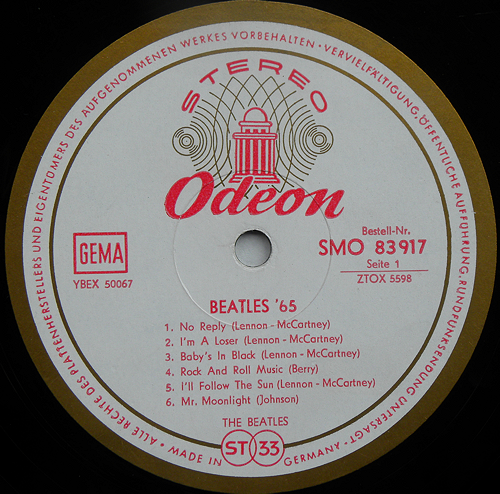 ALLE RECHTE DES PLATTENHERSTELLERS UND EIGENTÜMERS DES AUFGENOMMENEN WERKES VORBEHALTEN · VERVIELFÄLTIGUNG, ÖFFENTLICHE AUFFÜHRUNG, RUNDFUNKSENDUNG UNTERSAGT ·
STEREO
Odeon
GEMA
YBEX 50067
Bestell-Nr.
SMO 83 917
Seite 1
ZTOX 5598
BEATLES '65
1. No Reply (Lennon - McCartney)
2. I'm A Loser (Lennon - McCartney)
3. Baby's In Black (Lennon - McCartney)
4. Rock And Roll Music (Berry)
5. I'll Follow The Sun (Lennon - McCartney)
6. Mr. Moonlight (Johnson)
THE BEATLES
ST 33
MADE IN GERMANY